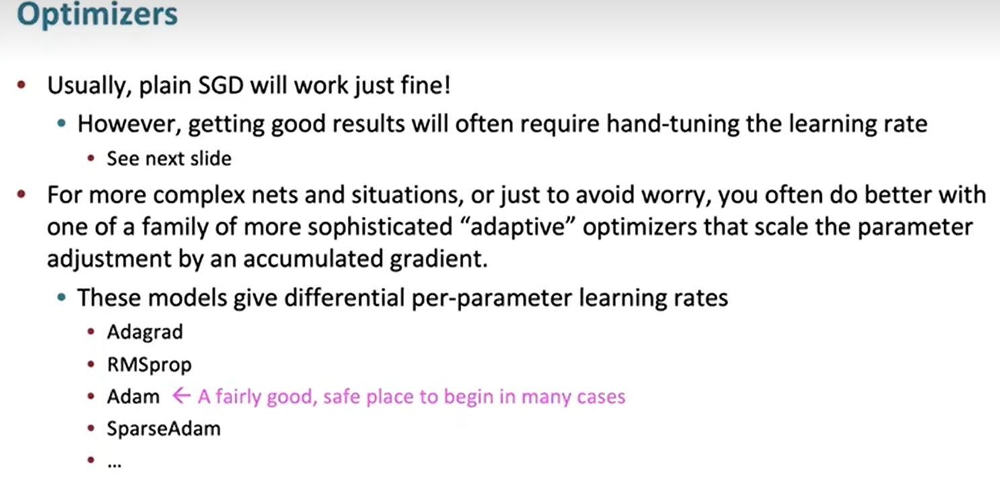 Optimizers
• Usually, plain SGD will work just fine!
• However, getting good results will often require hand-tuning the learning rate
• See next slide
• For more complex nets and situations, or just to avoid worry, you often do better with
one of a family of more sophisticated “adaptive” optimizers that scale the parameter
adjustment by an accumulated gradient.
• These models give differential per-parameter learning rates
• Adagrad
• RMSprop
• Adam ← A fairly good, safe place to begin in many cases
• SparseAdam
• ...